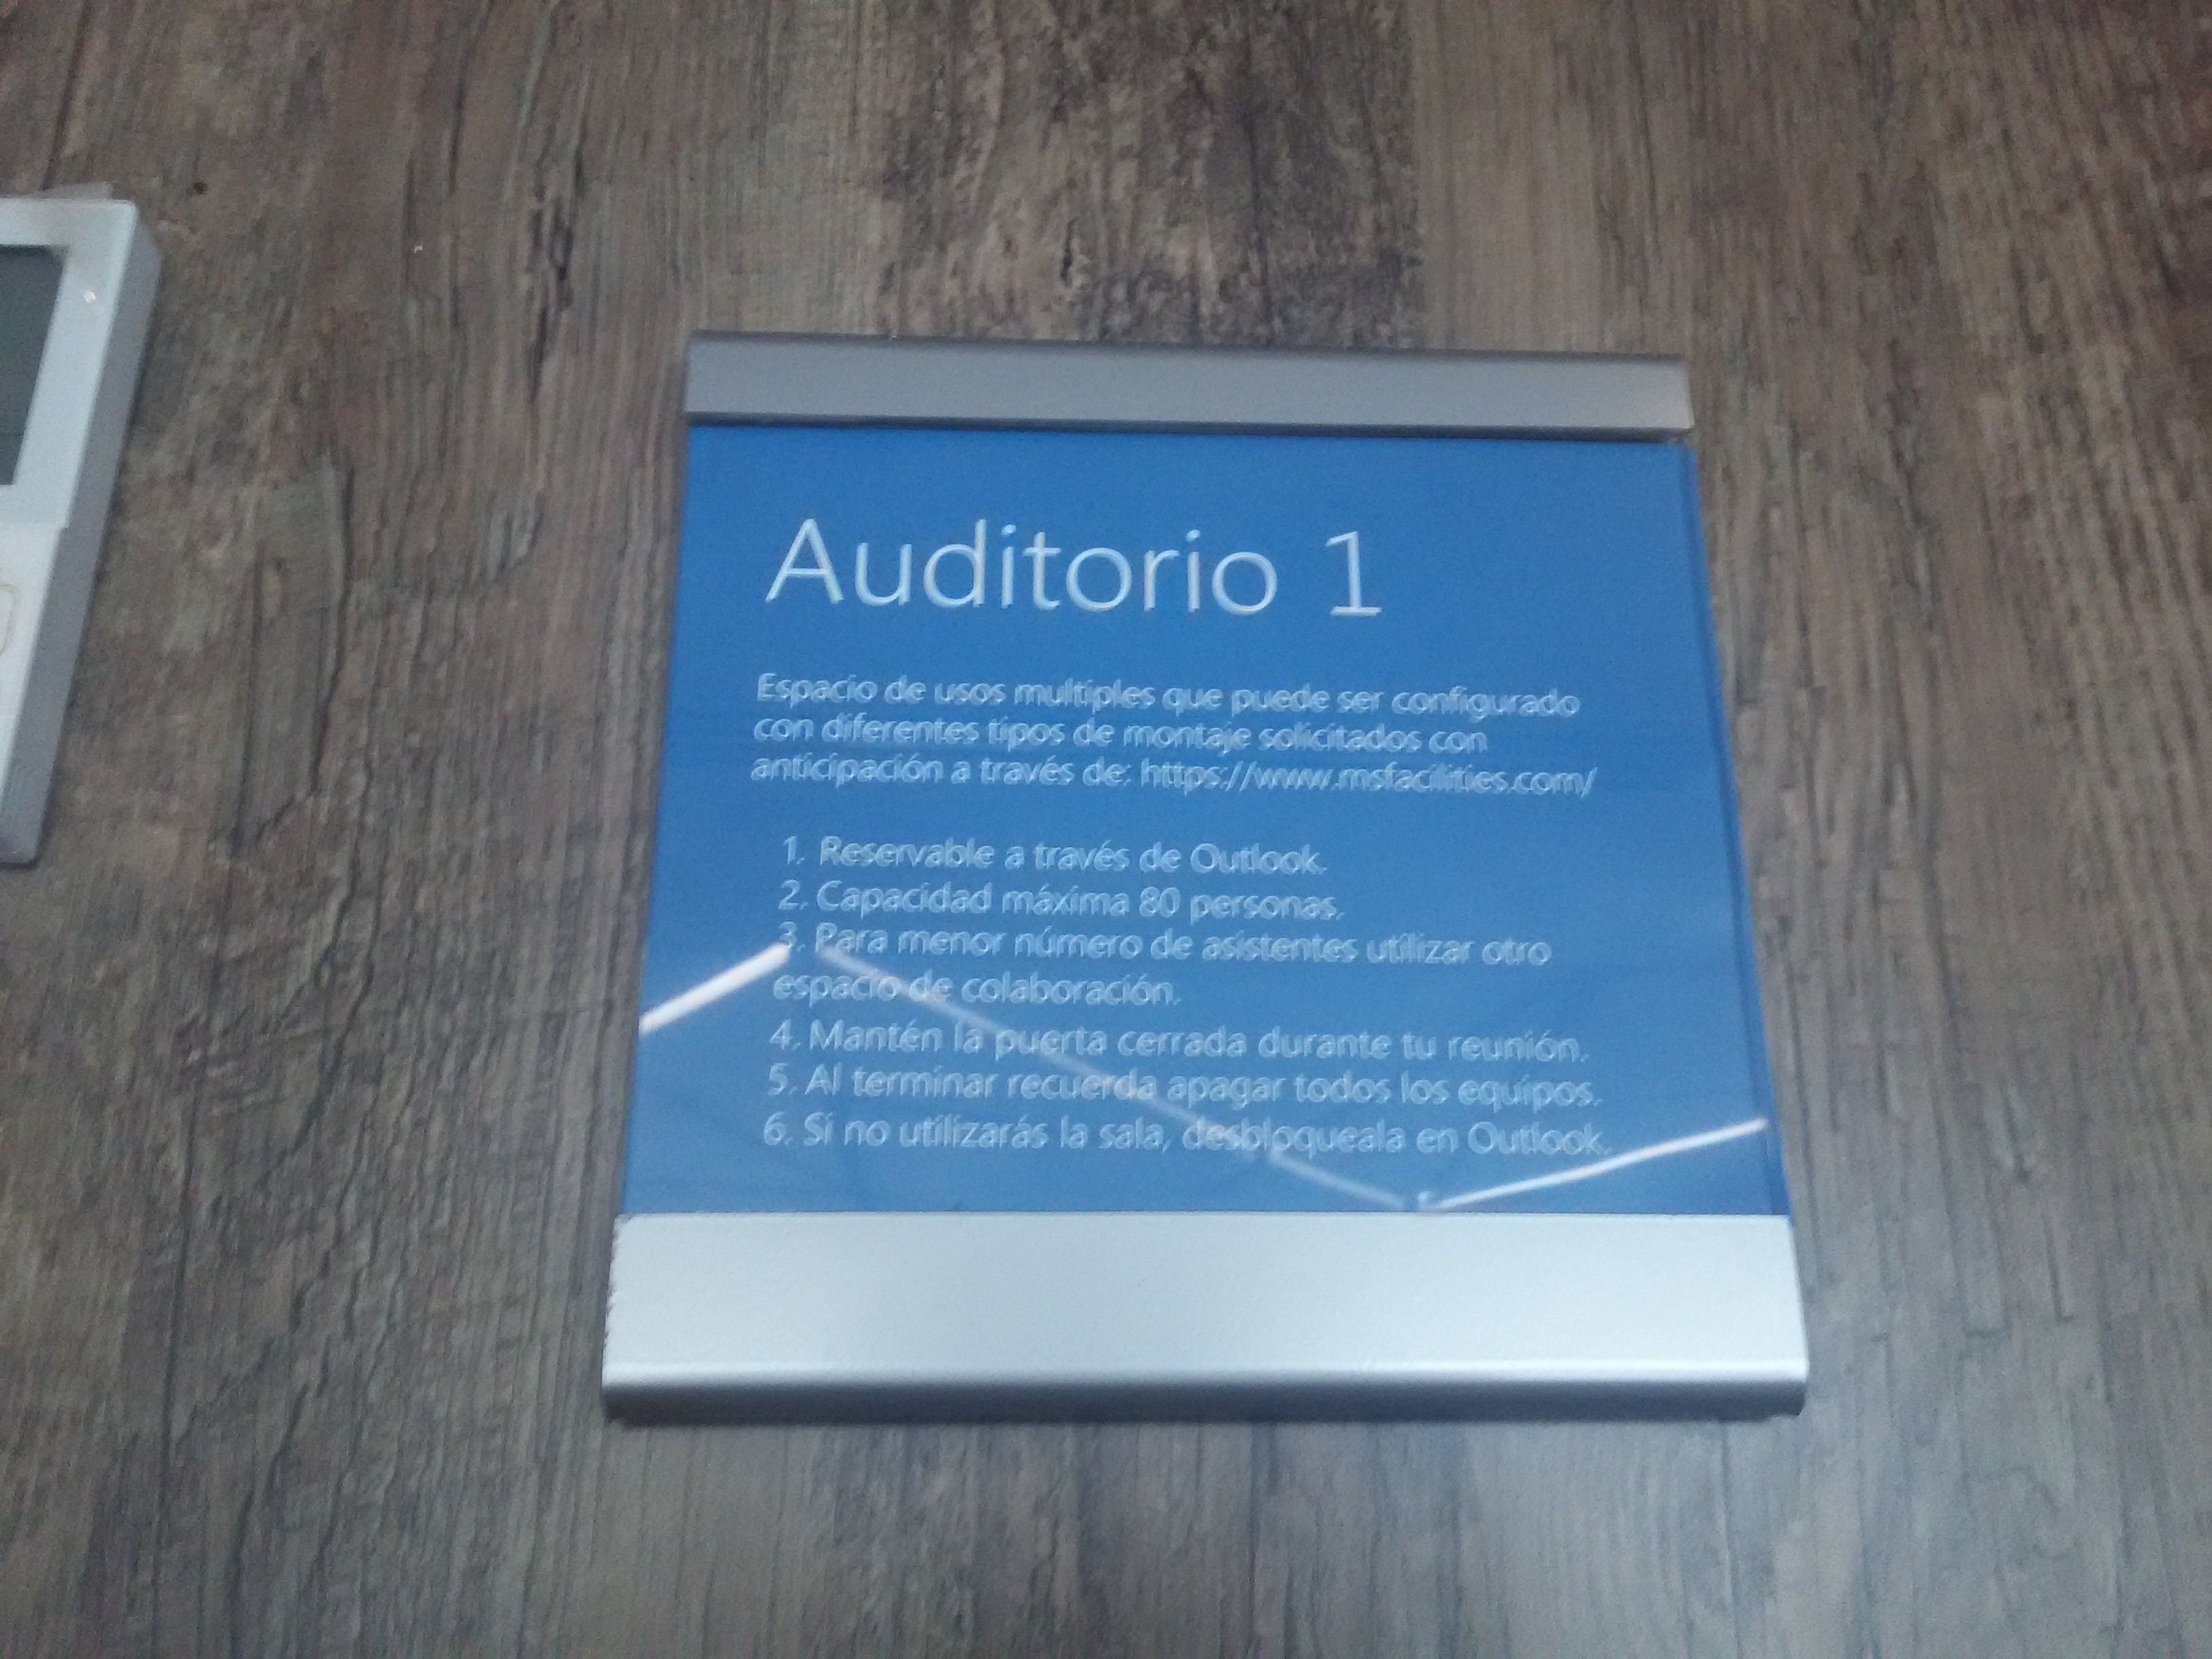 Auditorio 1
Espacio de usos multiples que puede ser configurado
con diferentes tipos de montaje solicitados con
anticipación a través de: https://www.msfacilities.com/
1. Reservable a través de Outlook.
2. Capacidad máxima 80 personas.
3. Para menor número de asistentes utilizar otro
espacio de colaboración.
4. Mantén la puerta cerrada durante tu reunión.
5. Al terminar recuerda apagar todos los equipos.
6. Si no utilizarás la sala, desbloqueala en Outlook.